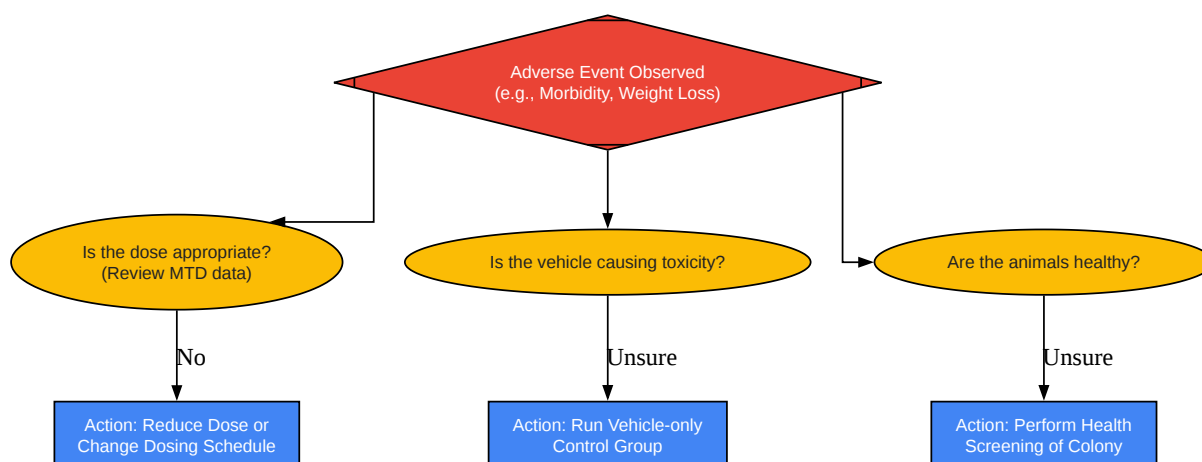 Adverse Event Observed
(e.g., Morbidity, Weight Loss)
Is the dose appropriate?
(Review MTD data)
Is the vehicle causing toxicity?
Are the animals healthy?
No
Unsure
Unsure
Action: Reduce Dose or
Change Dosing Schedule
Action: Run Vehicle-only
Control Group
Action: Perform Health
Screening of Colony